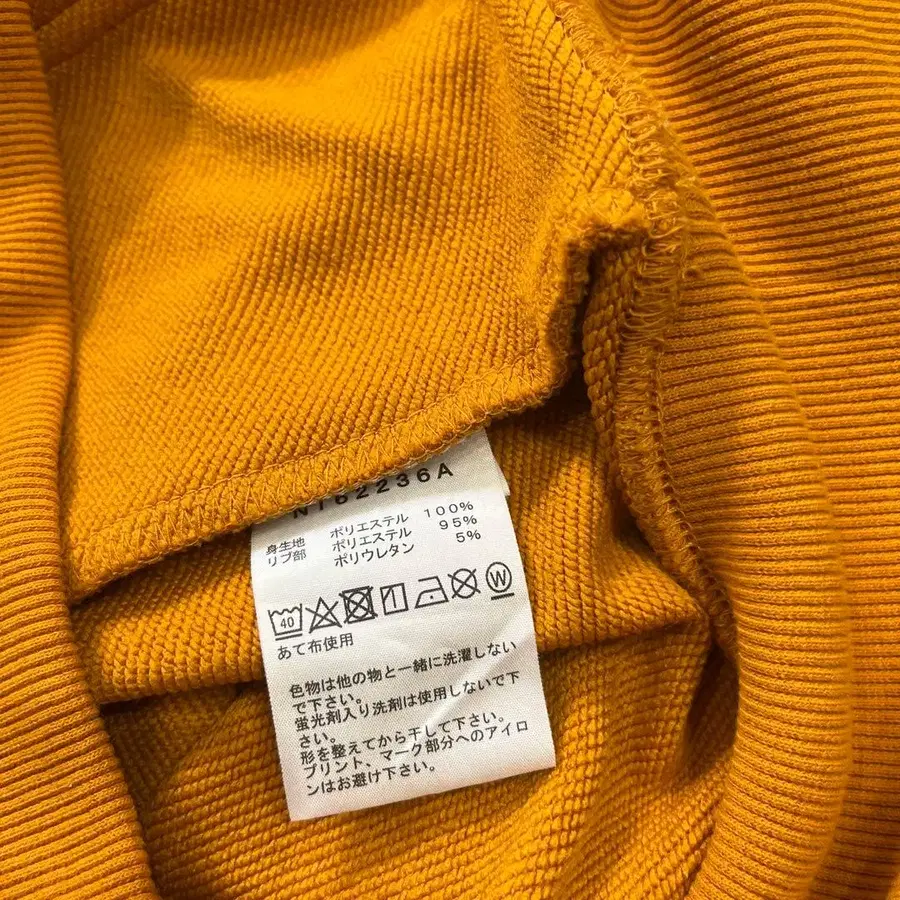 NT62236A
身生地 ポリエステル 100%
リブ部 ポリエステル 95%
ポリウレタン 5%
40 W
あて布使用
色物は他の物と一緒に洗濯しない
で下さい。
蛍光剤入り洗剤は使用しないで下
さい。
形を整えてから干して下さい。
プリント、マーク部分へのアイロ
ンはお避け下さい。